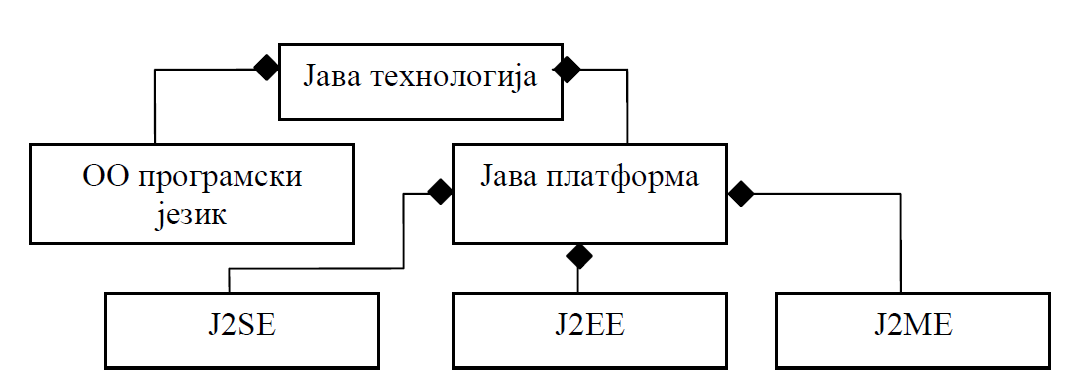 Јава технологија
ОО програмски
језик
Јава платформа
J2SE
J2EE
J2ME